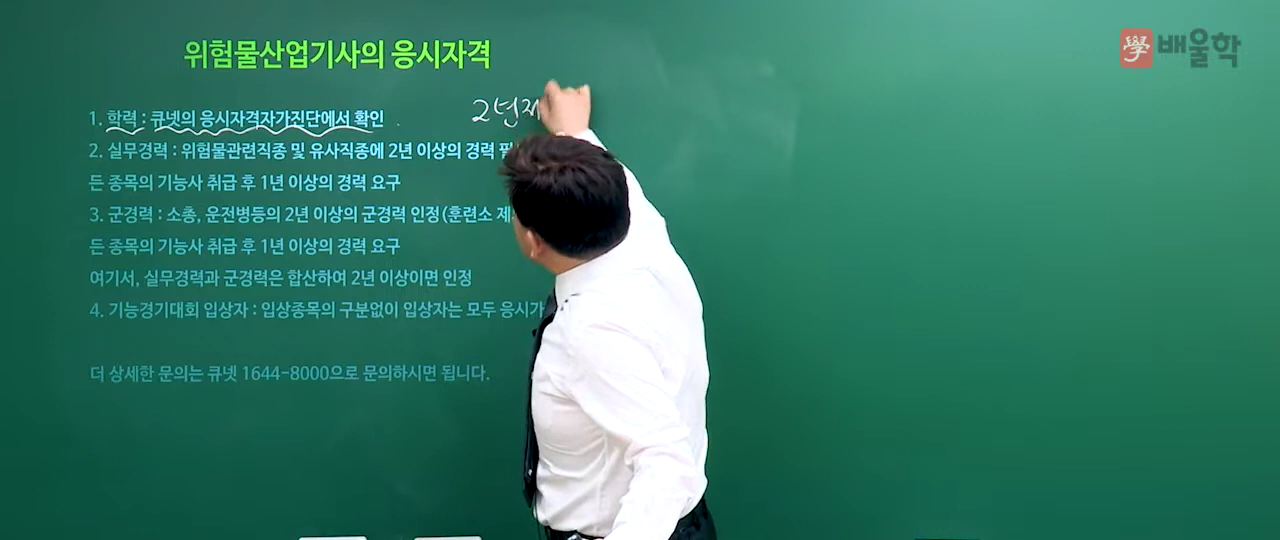 위험물산업기사의 응시자격
學배울학
1. 학력 : 큐넷의 응시자격자가진단에서 확인
2년제
2. 실무경력 : 위험물관련직종 및 유사직종에 2년 이상의 경력
든 종목의 기능사 취급 후 1년 이상의 경력 요구
3. 군경력 : 소총, 운전병등의 2년 이상의 군경력 인정(훈련소
든 종목의 기능사 취급 후 1년 이상의 경력 요구
여기서, 실무경력과 군경력은 합산하여 2년 이상이면 인정
4. 기능경기대회 입상자 : 입상종목의 구분없이 입상자는 모두
더 상세한 문의는 큐넷 1644-8000으로 문의하시면 됩니다.